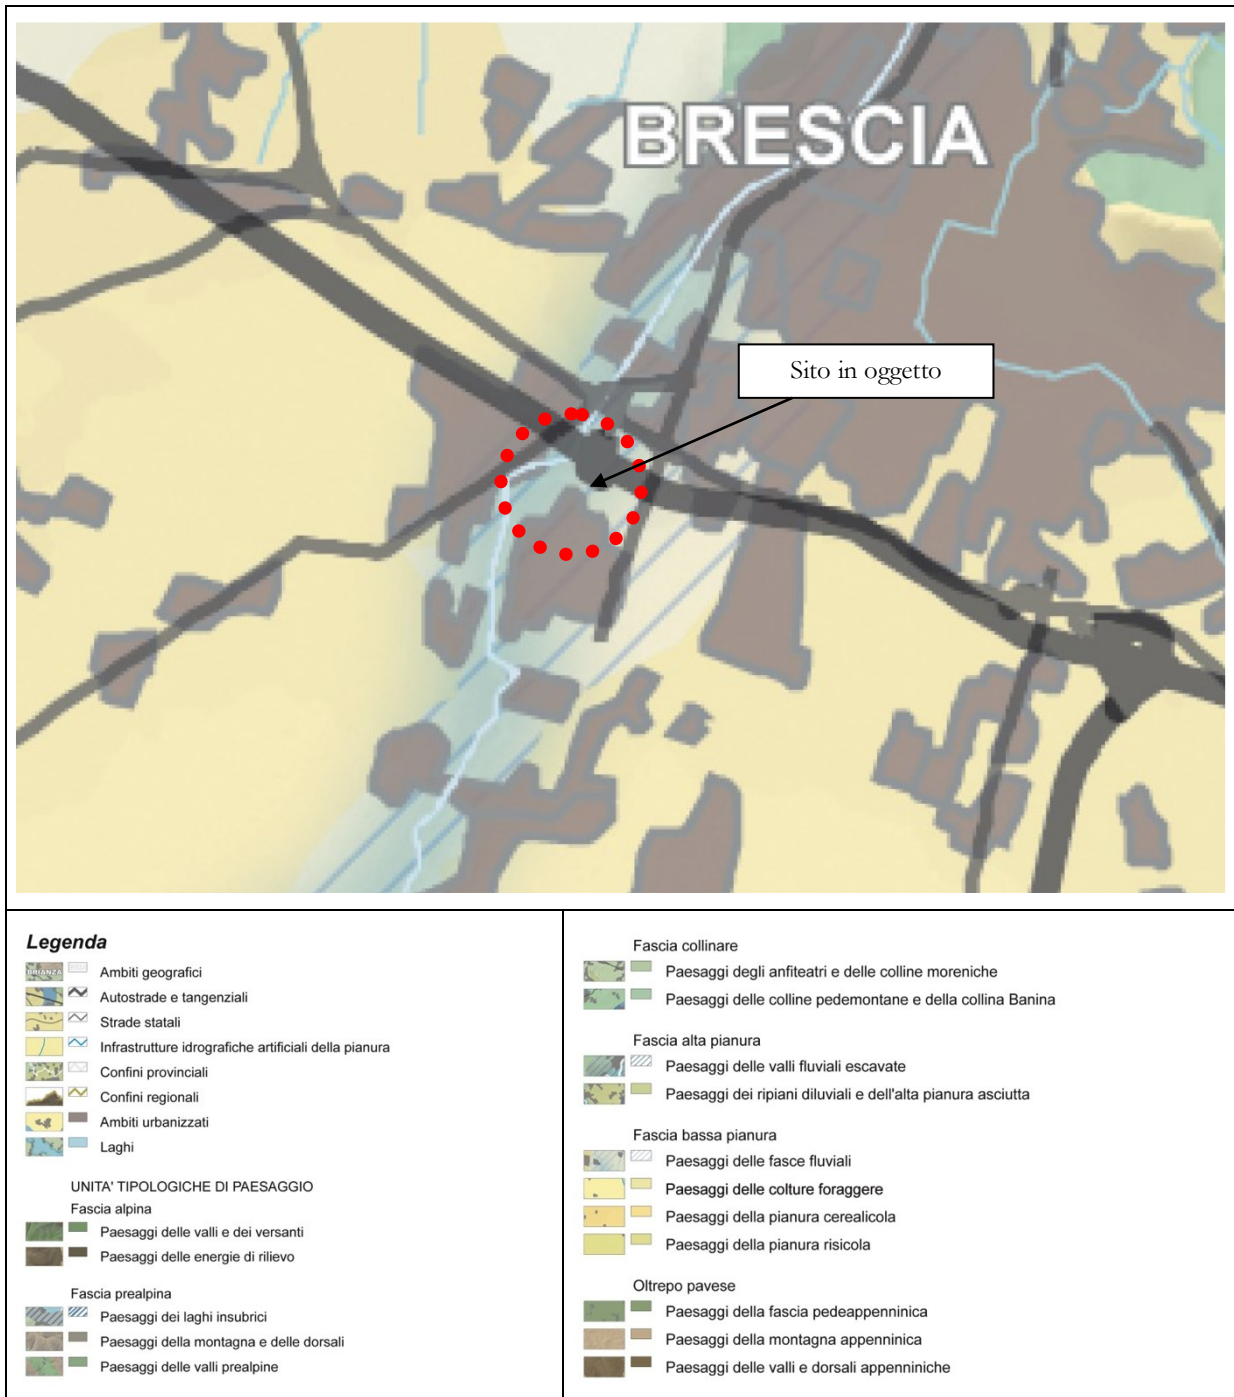 BRESCIA
Sito in oggetto
Legenda
BRIANZA
Ambiti geografici
Autostrade e tangenziali
Strade statali
Infrastrutture idrografiche artificiali della pianura
Confini provinciali
Confini regionali
Ambiti urbanizzati
Laghi
UNITA' TIPOLOGICHE DI PAESAGGIO
Fascia alpina
Paesaggi delle valli e dei versanti
Paesaggi delle energie di rilievo
Fascia prealpina
Paesaggi dei laghi insubrici
Paesaggi della montagna e delle dorsali
Paesaggi delle valli prealpine
Fascia collinare
Paesaggi degli anfiteatri e delle colline moreniche
Paesaggi delle colline pedemontane e della collina Banina
Fascia alta pianura
Paesaggi delle valli fluviali escavate
Paesaggi dei ripiani diluviali e dell'alta pianura asciutta
Fascia bassa pianura
Paesaggi delle fasce fluviali
Paesaggi delle colture foraggere
Paesaggi della pianura cerealicola
Paesaggi della pianura risicola
Oltrepo pavese
Paesaggi della fascia pedeappenninica
Paesaggi della montagna appenninica
Paesaggi delle valli e dorsali appenniniche